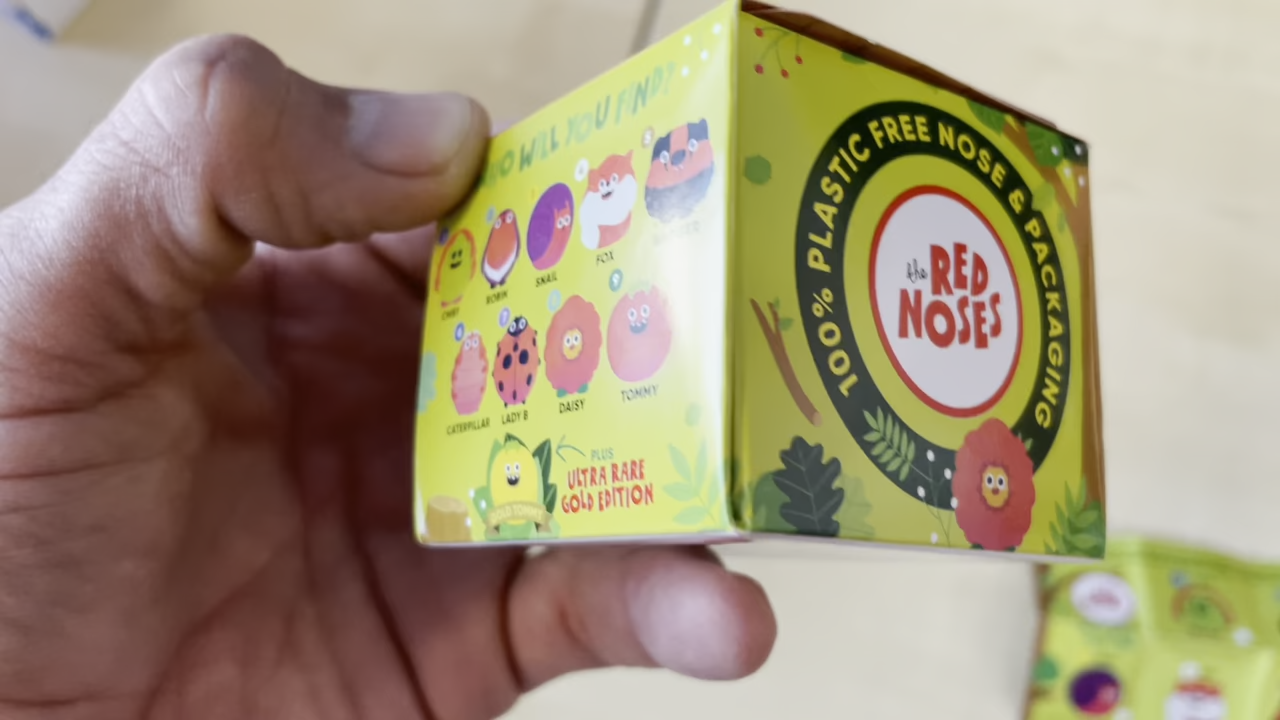 WHO WILL YOU FIND?
ROBIN
SNAIL
FOX
BADGER
CATERPILLAR
LADY B
DAISY
TOMMY
PLUS
ULTRA RARE
GOLD EDITION
GOLD TOMMY
100% PLASTIC FREE NOSE & PACKAGING
the RED
NOSES